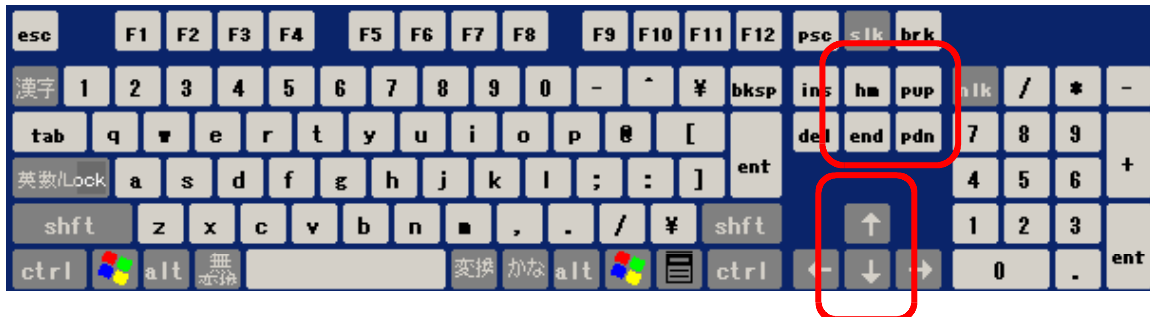 esc F1 F2 F3 F4 F5 F6 F7 F8 F9 F10 F11 F12 psc slk brk
漢字 1 2 3 4 5 6 7 8 9 0 - ^ ¥ bksp ins hm pup nlk / * -
tab q w e r t y u i o p @ [ ent del end pdn 7 8 9 +
英数/Lock a s d f g h j k l ; : ] 4 5 6
shft z x c v b n m , . / ¥ shft ↑ 1 2 3 ent
ctrl alt 無変換 変換 かな alt ctrl ← ↓ → 0 .